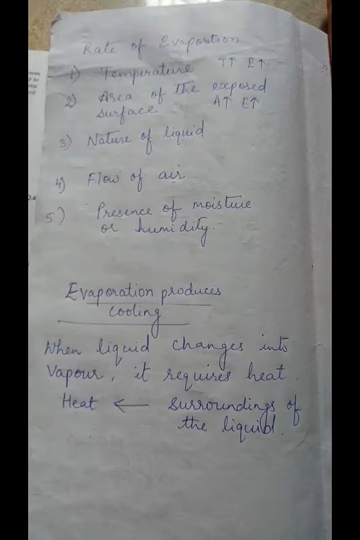 Rate of Evaportion
1) Temperature T↑ E↑
2) Area of the exposed
surface A↑ E↑
3) Nature of liquid
4) Flow of air
5) Presence of moisture
or humidity.
Evaporation produces
cooling
When liquid changes into
Vapour, it requires heat.
Heat ← surroundings of
the liquid.